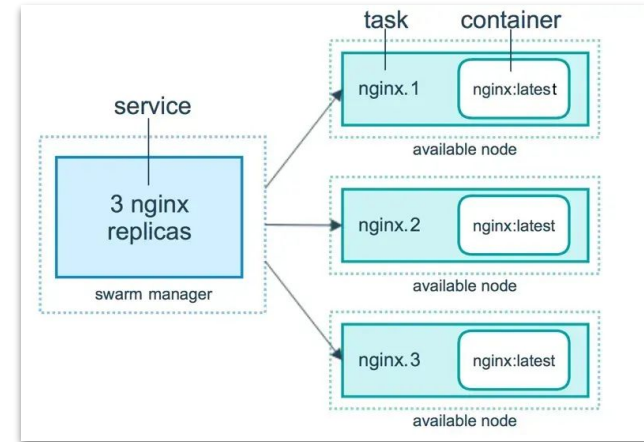 task
container
service
3 nginx
replicas
swarm manager
nginx.1
nginx:latest
available node
nginx.2
nginx:latest
available node
nginx.3
nginx:latest
available node